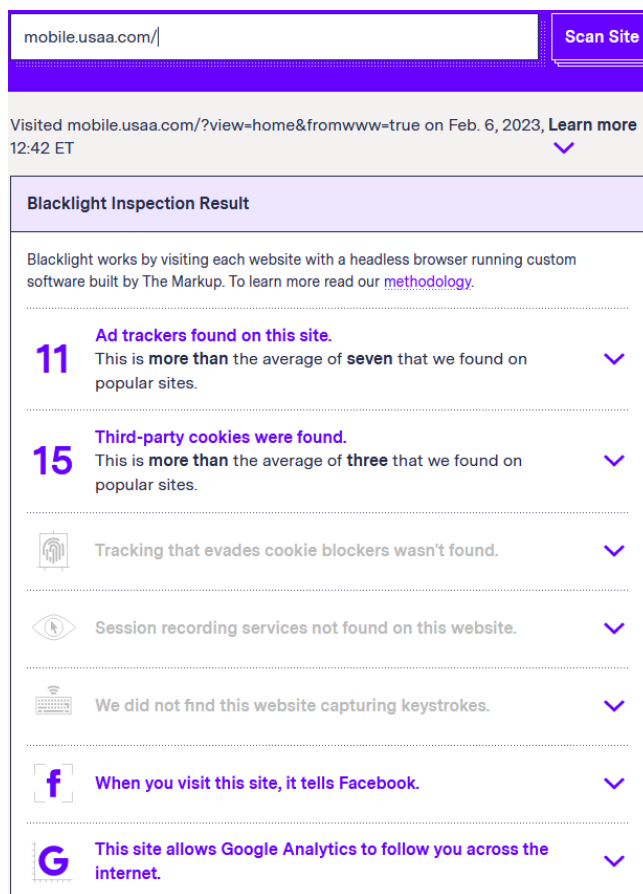 mobile.usaa.com/
Scan Site
Visited mobile.usaa.com/?view=home&fromwww=true on Feb. 6, 2023, Learn more
12:42 ET
Blacklight Inspection Result
Blacklight works by visiting each website with a headless browser running custom
software built by The Markup. To learn more read our methodology.
11
Ad trackers found on this site.
This is more than the average of seven that we found on
popular sites.
15
Third-party cookies were found.
This is more than the average of three that we found on
popular sites.
Tracking that evades cookie blockers wasn't found.
Session recording services not found on this website.
We did not find this website capturing keystrokes.
f
When you visit this site, it tells Facebook.
G
This site allows Google Analytics to follow you across the
internet.